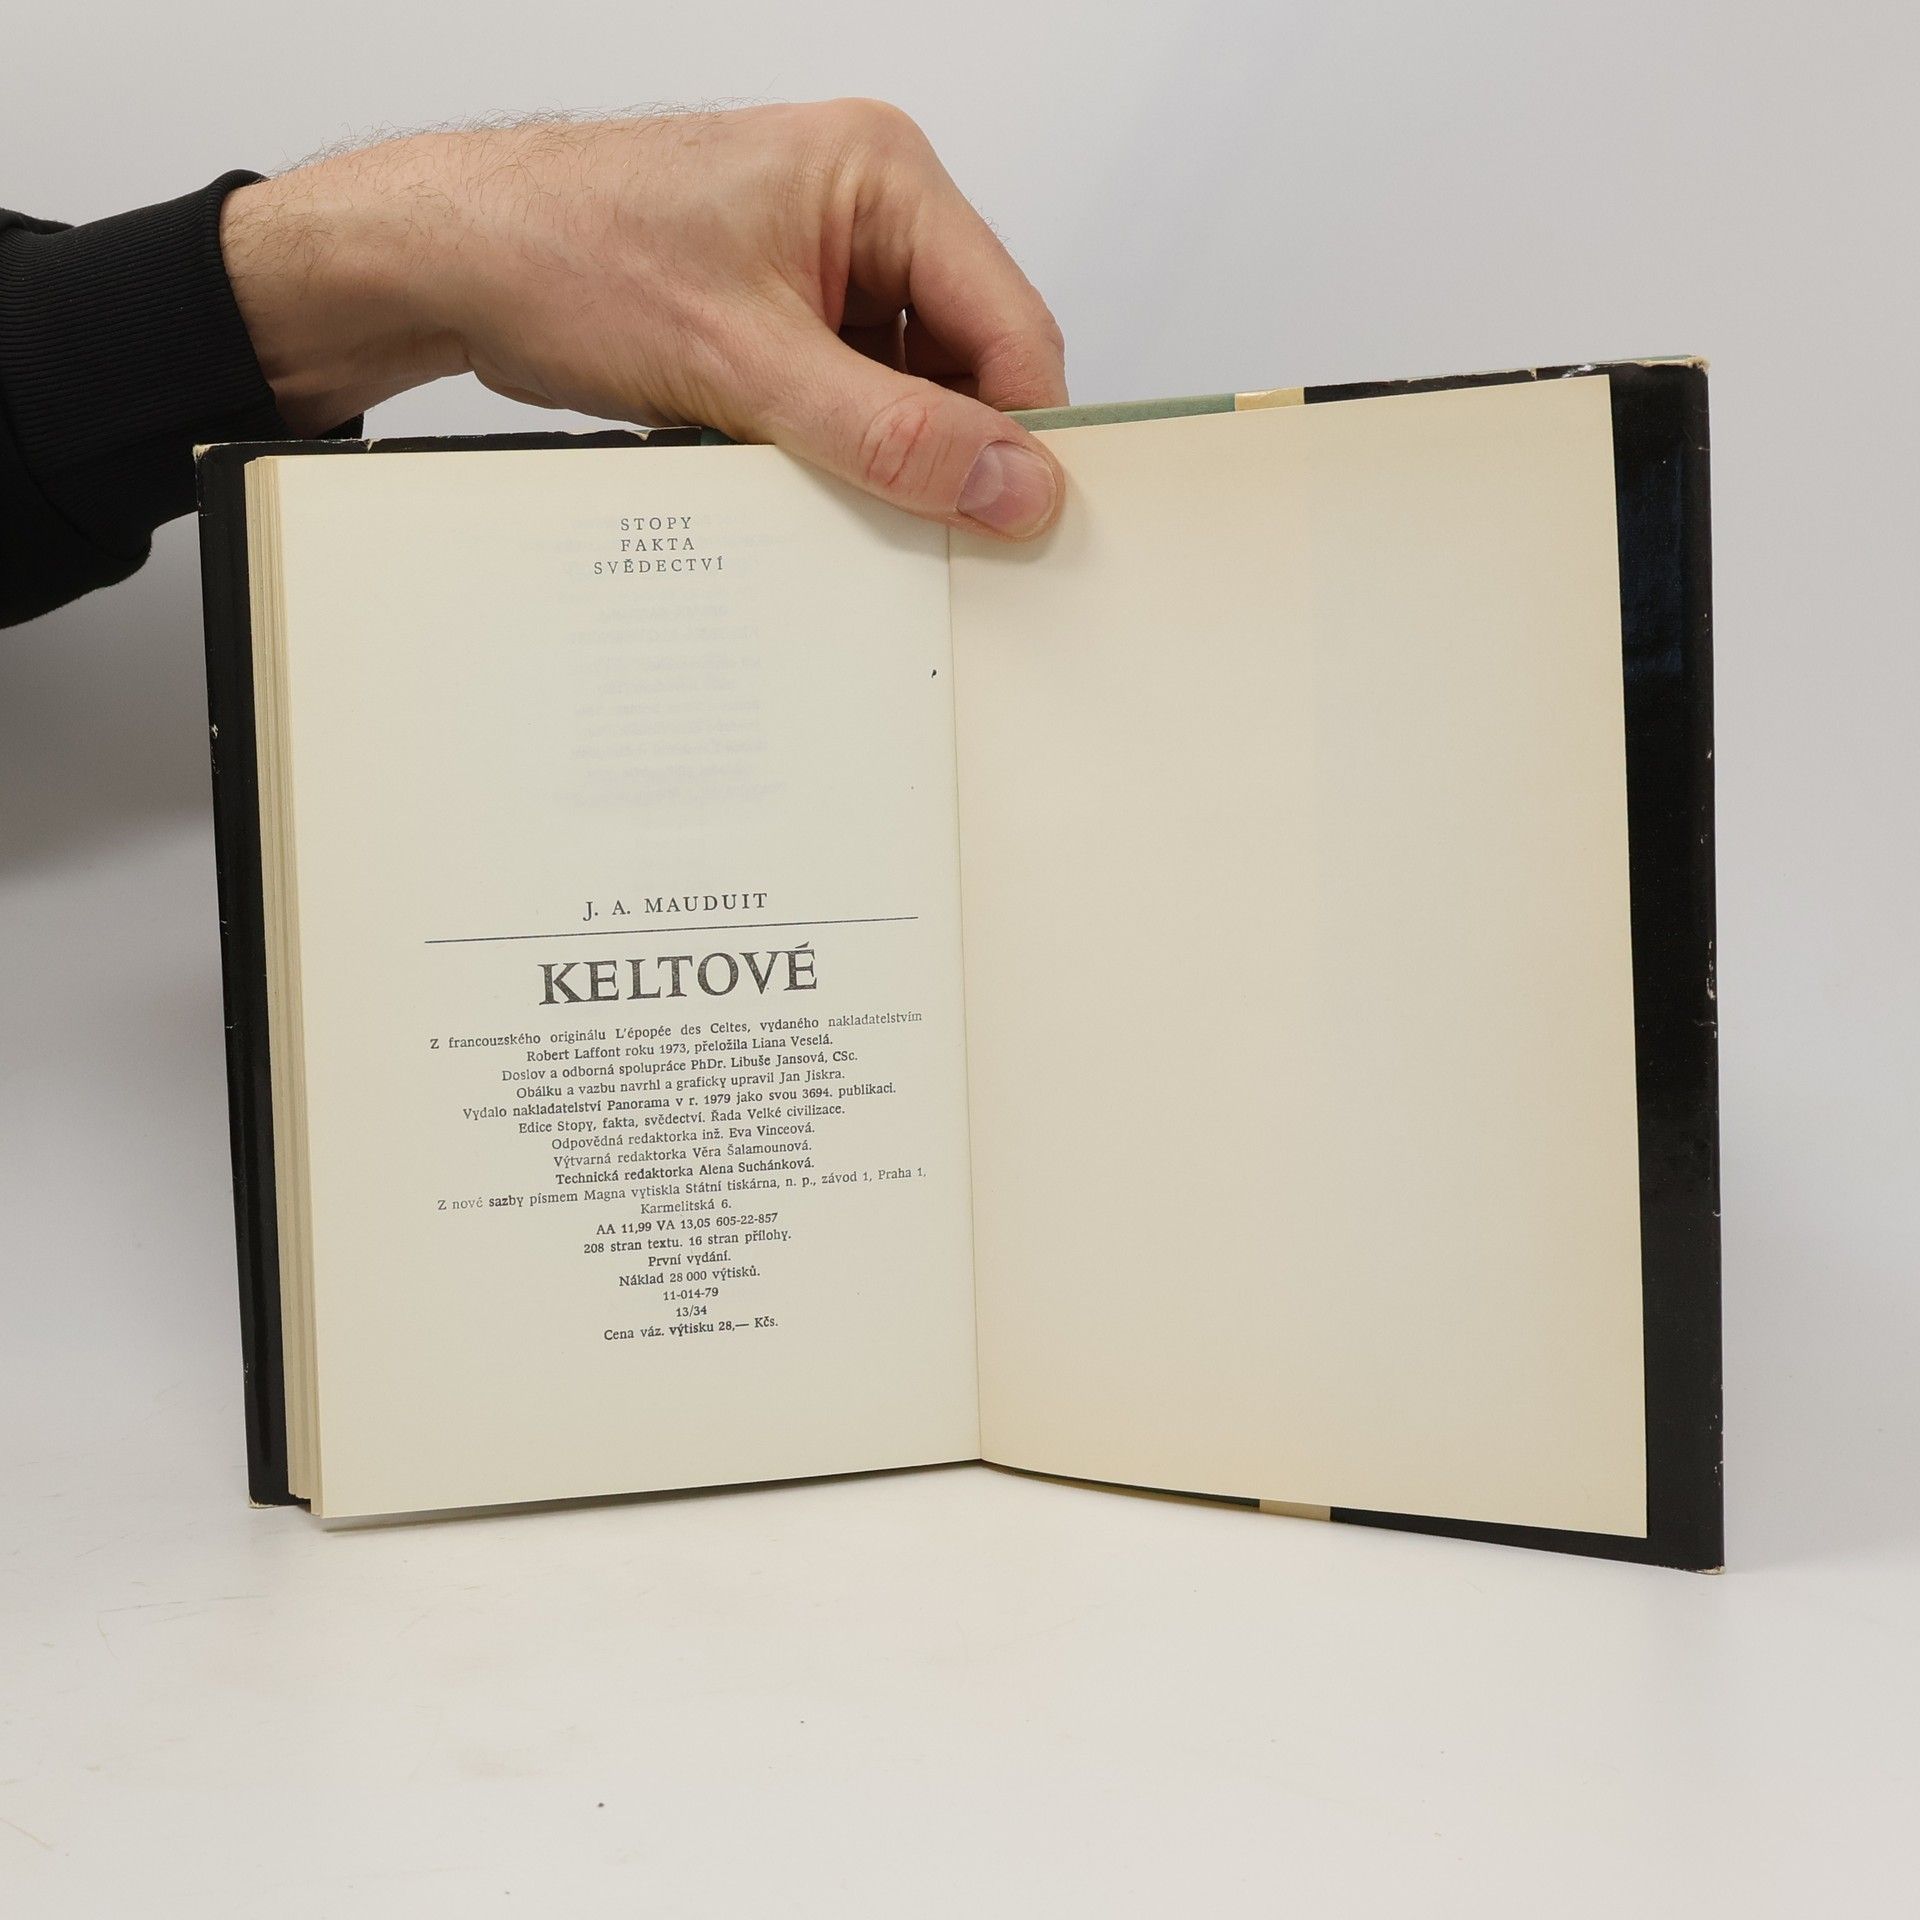 STOPY
FAKTA
SVĚDECTVÍ
J. A. MAUDUIT
KELTOVÉ
Z francouzského originálu L'épopée des Celtes, vydaného nakladatelstvím
Robert Laffont roku 1973, přeložila Liana Veselá.
Doslov a odborná spolupráce PhDr. Libuše Jansová, CSc.
Obálku a vazbu navrhl a graficky upravil Jan Jiskra.
Vydalo nakladatelství Panorama v r. 1979 jako svou 3694. publikaci.
Edice Stopy, fakta, svědectví. Řada Velké civilizace.
Odpovědná redaktorka inž. Eva Vinceová.
Výtvarná redaktorka Věra Šalamounová.
Technická redaktorka Alena Suchánková.
Z nové sazby písmem Magna vytiskla Státní tiskárna, n. p., závod 1, Praha 1,
Karmelitská 6.
AA 11,99 VA 13,05 605-22-857
208 stran textu. 16 stran přílohy.
První vydání.
Náklad 28 000 výtisků.
11-014-79
13/34
Cena váz. výtisku 28,— Kčs.